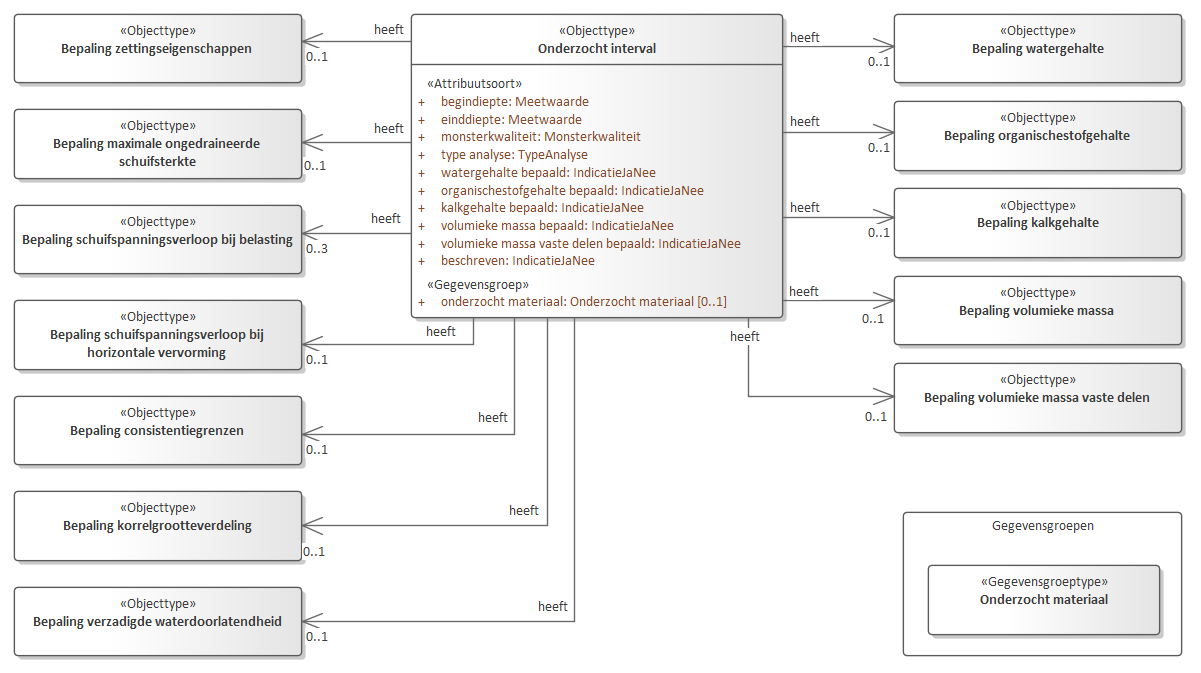 «Objecttype»
Bepaling zettingseigenschappen
heeft
0..1
«Objecttype»
Bepaling maximale ongedraineerde
schuifsterkte
heeft
0..1
«Objecttype»
Bepaling schuifspanningsverloop bij belasting
heeft
0..3
«Objecttype»
Bepaling schuifspanningsverloop bij
horizontale vervorming
heeft
0..1
«Objecttype»
Bepaling consistentiegrenzen
heeft
0..1
«Objecttype»
Bepaling korrelgrootteverdeling
heeft
0..1
«Objecttype»
Bepaling verzadigde waterdoorlatendheid
heeft
0..1
«Objecttype»
Onderzocht interval
«Attribuutsoort»
+ begindiepte: Meetwaarde
+ einddiepte: Meetwaarde
+ monsterkwaliteit: Monsterkwaliteit
+ type analyse: TypeAnalyse
+ watergehalte bepaald: IndicatieJaNee
+ organischestofgehalte bepaald: IndicatieJaNee
+ kalkgehalte bepaald: IndicatieJaNee
+ volumieke massa bepaald: IndicatieJaNee
+ volumieke massa vaste delen bepaald: IndicatieJaNee
+ beschreven: IndicatieJaNee
«Gegevensgroep»
+ onderzocht materiaal: Onderzocht materiaal [0..1]
heeft
0..1
«Objecttype»
Bepaling watergehalte
heeft
0..1
«Objecttype»
Bepaling organischestofgehalte
heeft
0..1
«Objecttype»
Bepaling kalkgehalte
heeft
0..1
«Objecttype»
Bepaling volumieke massa
heeft
0..1
«Objecttype»
Bepaling volumieke massa vaste delen
Gegevensgroepen
«Gegevensgroeptype»
Onderzocht materiaal